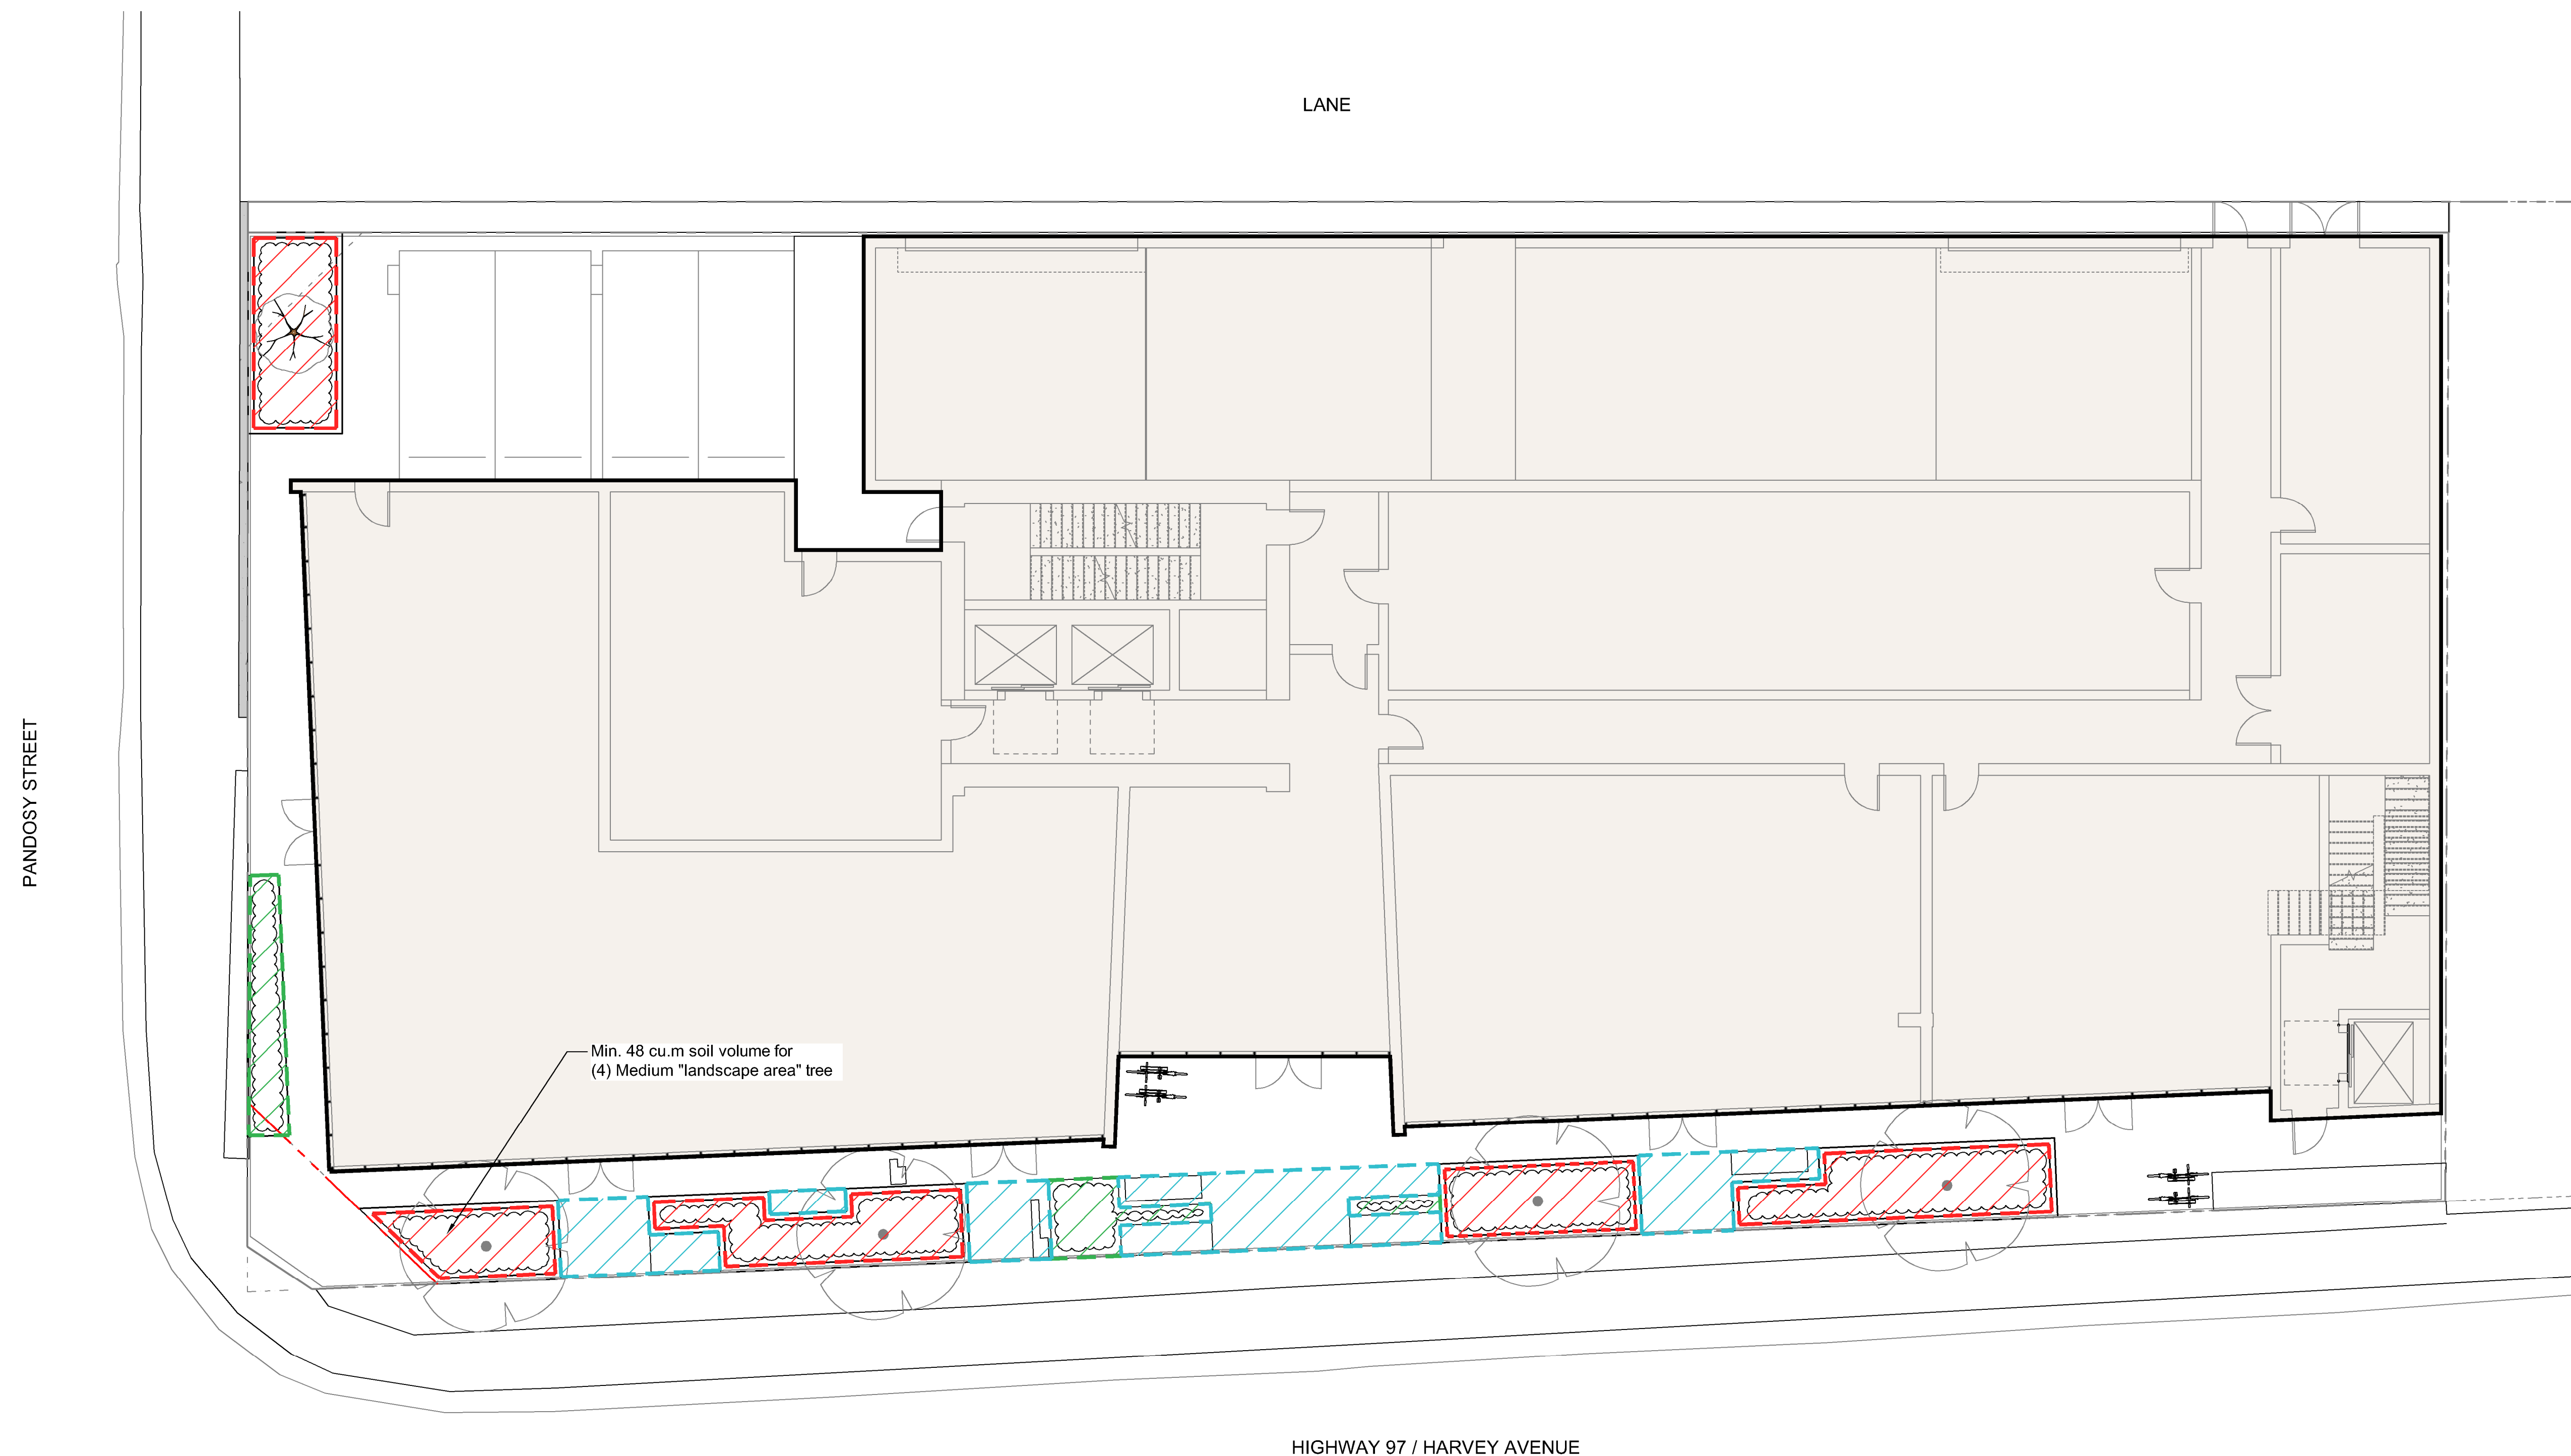 LANE
PANDOSY STREET
Min. 48 cu.m soil volume for
(4) Medium "landscape area" tree
HIGHWAY 97 / HARVEY AVENUE